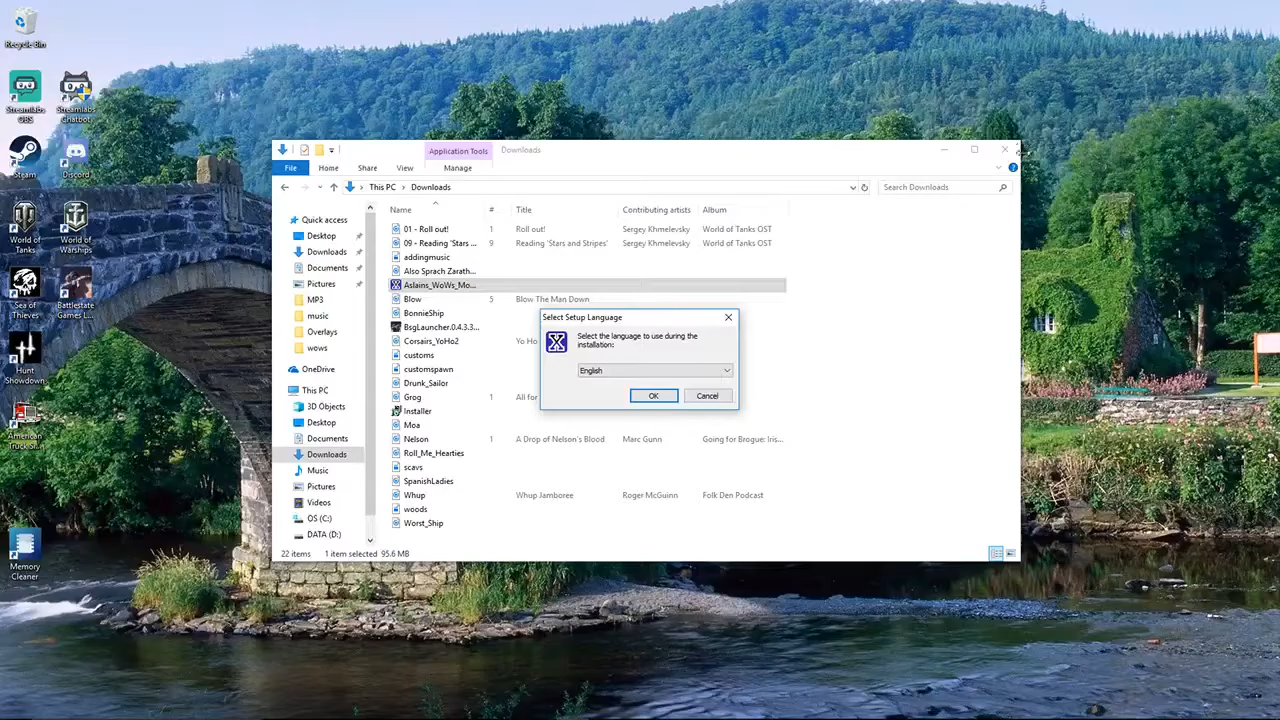 Recycle Bin
Streamlabs OBS
Streamlabs Chatbot
Steam
Discord
World of Tanks
World of Warships
Sea of Thieves
Battlestate Games L...
Hunt Showdown
American Truck Si...
Memory Cleaner
Application Tools
Downloads
File
Home
Share
View
Manage
This PC
Downloads
Search Downloads
Quick access
Desktop
Downloads
Documents
Pictures
MP3
music
Overlays
wows
OneDrive
This PC
3D Objects
Desktop
Documents
Downloads
Music
Pictures
Videos
OS (C:)
DATA (D:)
Name # Title Contributing artists Album
01 - Roll out! 1 Roll out! Sergey Khmelevsky World of Tanks OST
09 - Reading 'Stars ... 9 Reading 'Stars and Stripes' Sergey Khmelevsky World of Tanks OST
addingmusic
Also Sprach Zarath...
Aslains_WoWs_Mo...
Blow 5 Blow The Man Down
BonnieShip
BsgLauncher.0.4.3.3...
Corsairs_YoHo2 Yo Ho
customs
customspawn
Drunk_Sailor
Grog 1 All for
Installer
Moa
Nelson 1 A Drop of Nelson's Blood Marc Gunn Going for Brogue: Iris...
Roll_Me_Hearties
scavs
SpanishLadies
Whup Whup Jamboree Roger McGuinn Folk Den Podcast
woods
Worst_Ship
22 items 1 item selected 95.6 MB
Select Setup Language
Select the language to use during the
installation:
English
OK
Cancel